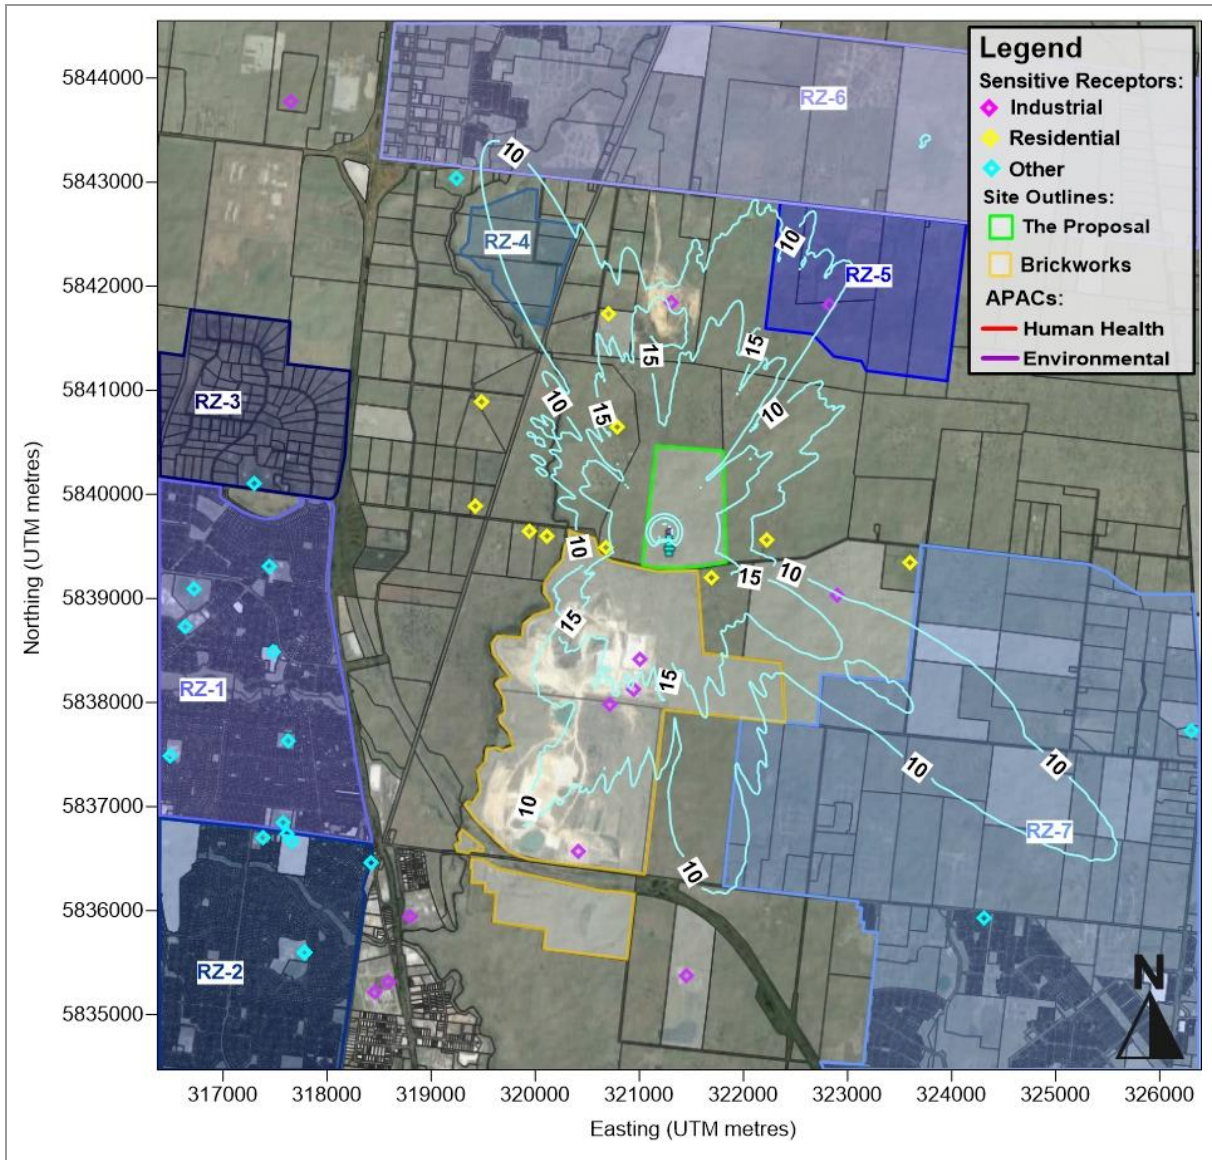 Legend
Sensitive Receptors:
Industrial
Residential
Other
Site Outlines:
The Proposal
Brickworks
APACs:
Human Health
Environmental
5844000
5843000
5842000
5841000
5840000
5839000
5838000
5837000
5836000
5835000
Northing (UTM metres)
RZ-6
10
RZ-4
10
RZ-5
15
15
10
10
15
RZ-3
10
15
10
15
RZ-1
15
10
10
10
RZ-7
10
RZ-2
N
317000 318000 319000 320000 321000 322000 323000 324000 325000 326000
Easting (UTM metres)